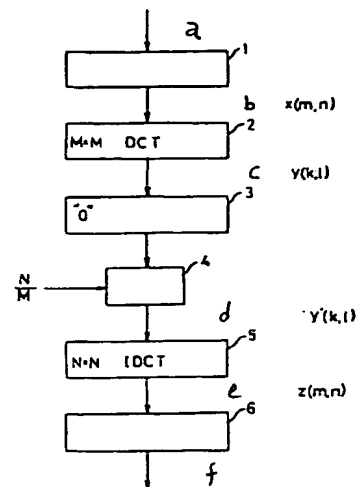 a
1
b x(m,n)
2
M×M DCT
c y(k,l)
3
"0"
4
N/M
d y'(k,l)
5
N×N IDCT
e z(m,n)
6
f